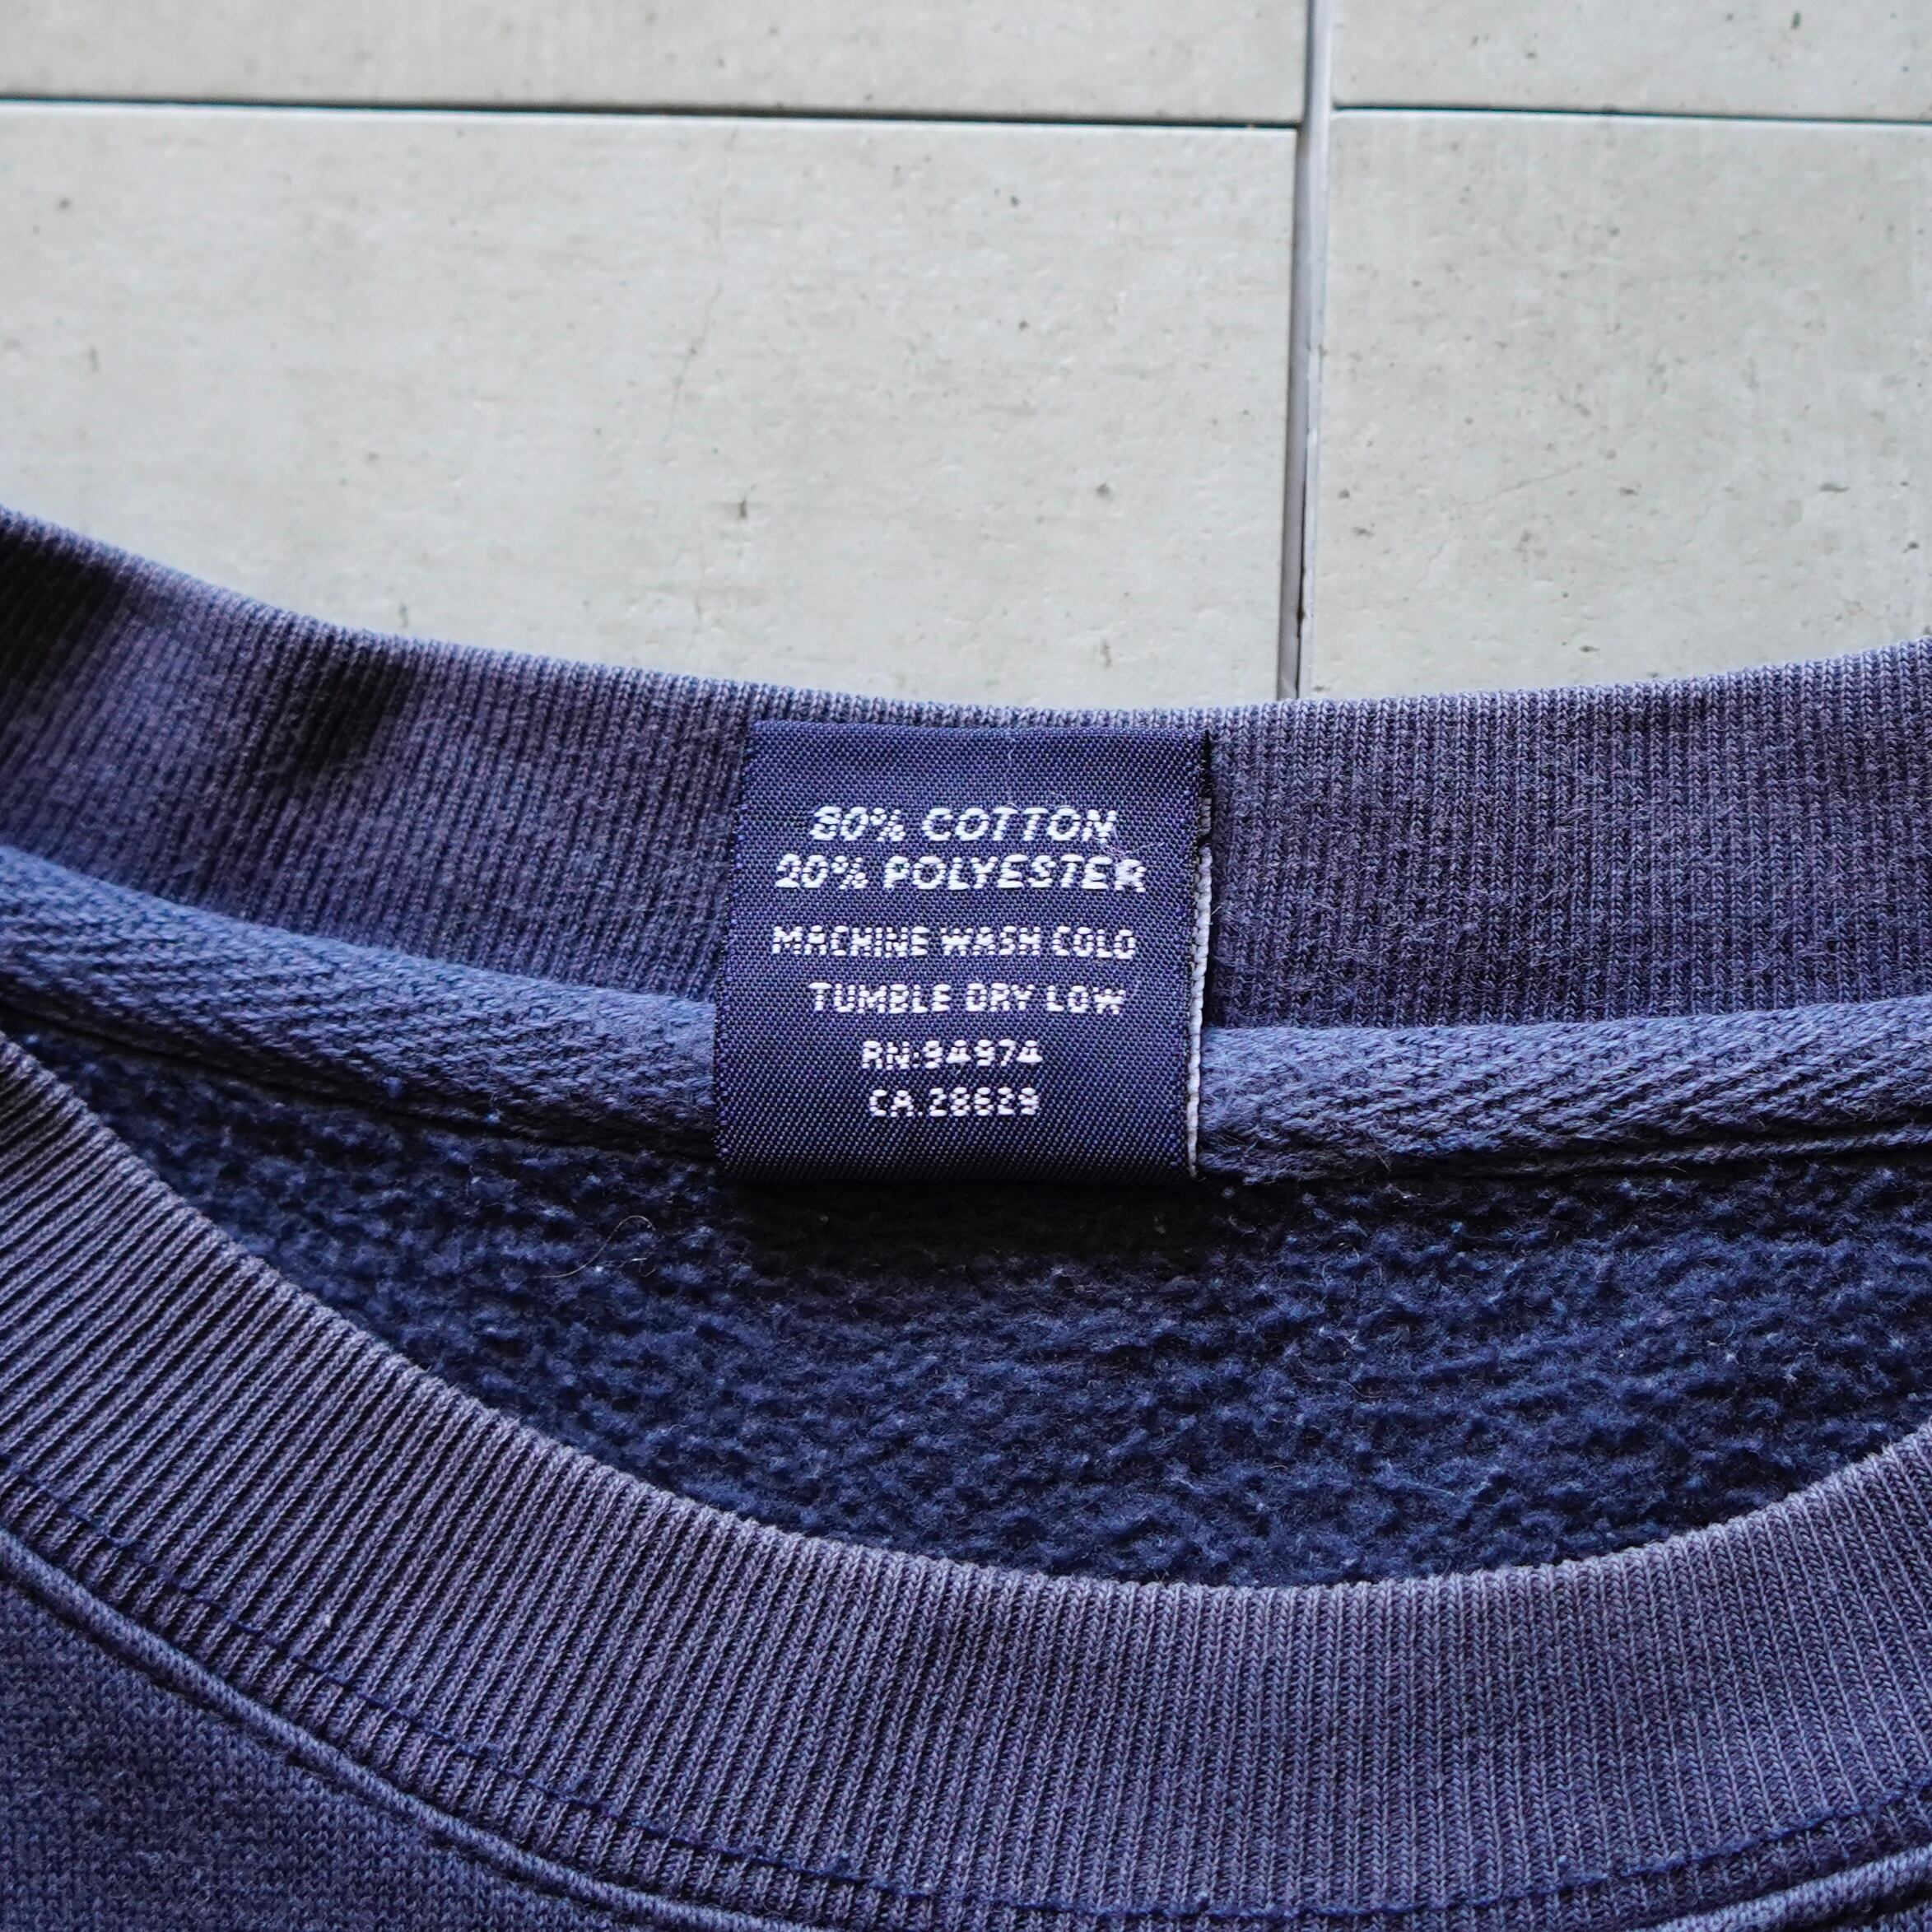 80% COTTON
20% POLYESTER
MACHINE WASH COLD
TUMBLE DRY LOW
RN:94974
CA.28629